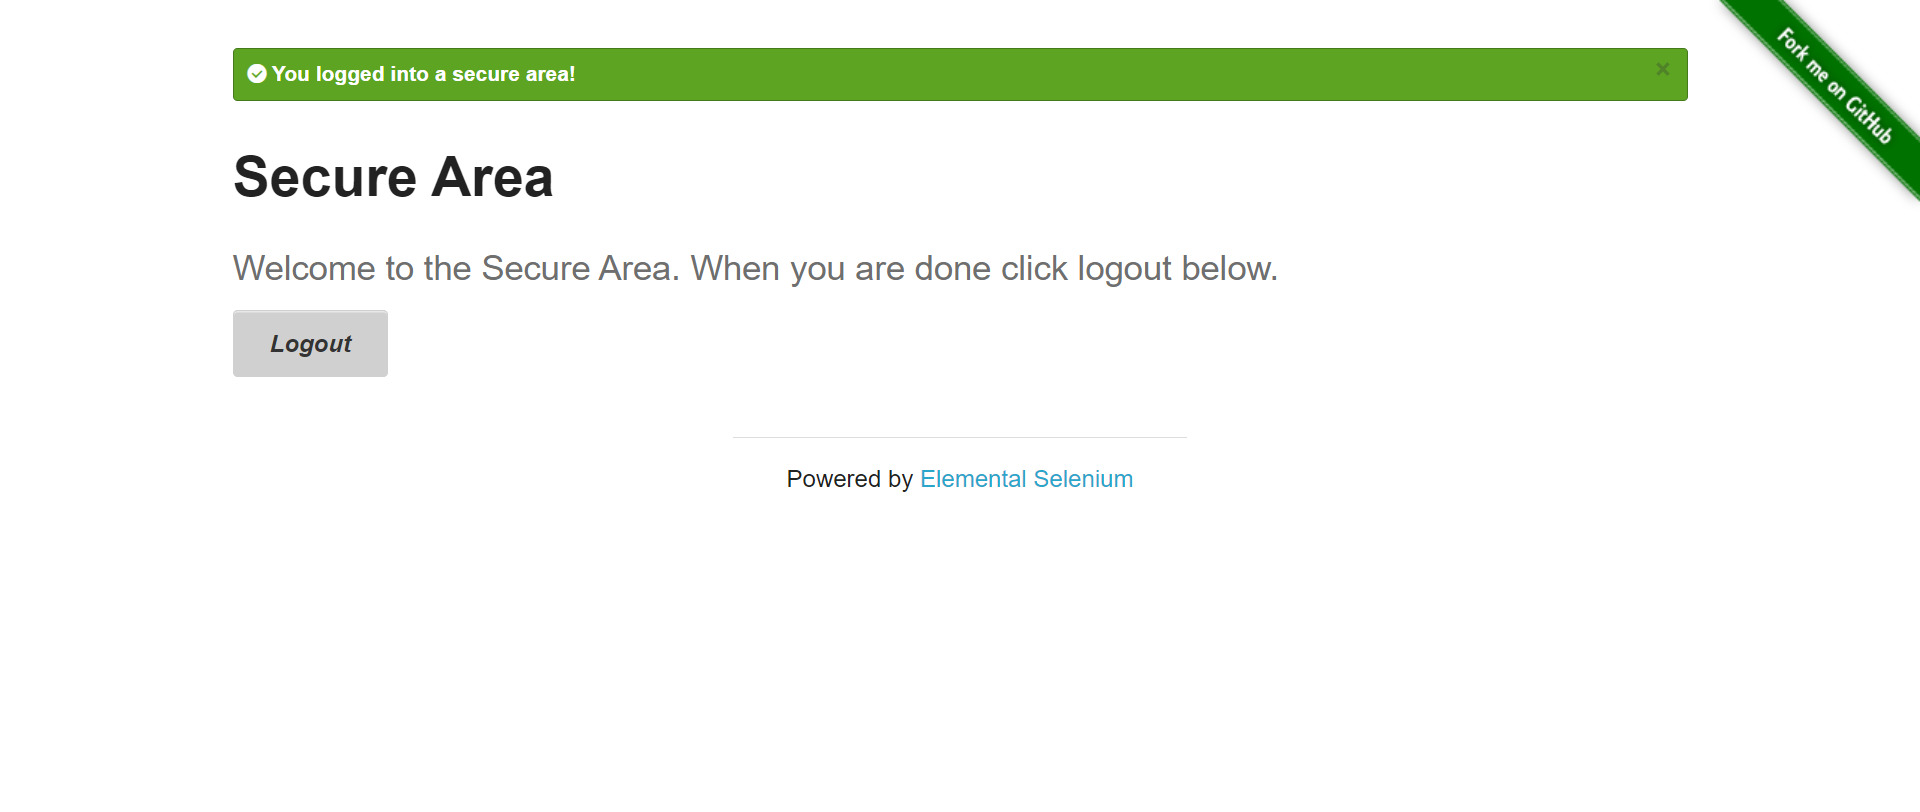 You logged into a secure area!
×
Fork me on GitHub
Secure Area
Welcome to the Secure Area. When you are done click logout below.
Logout
Powered by Elemental Selenium